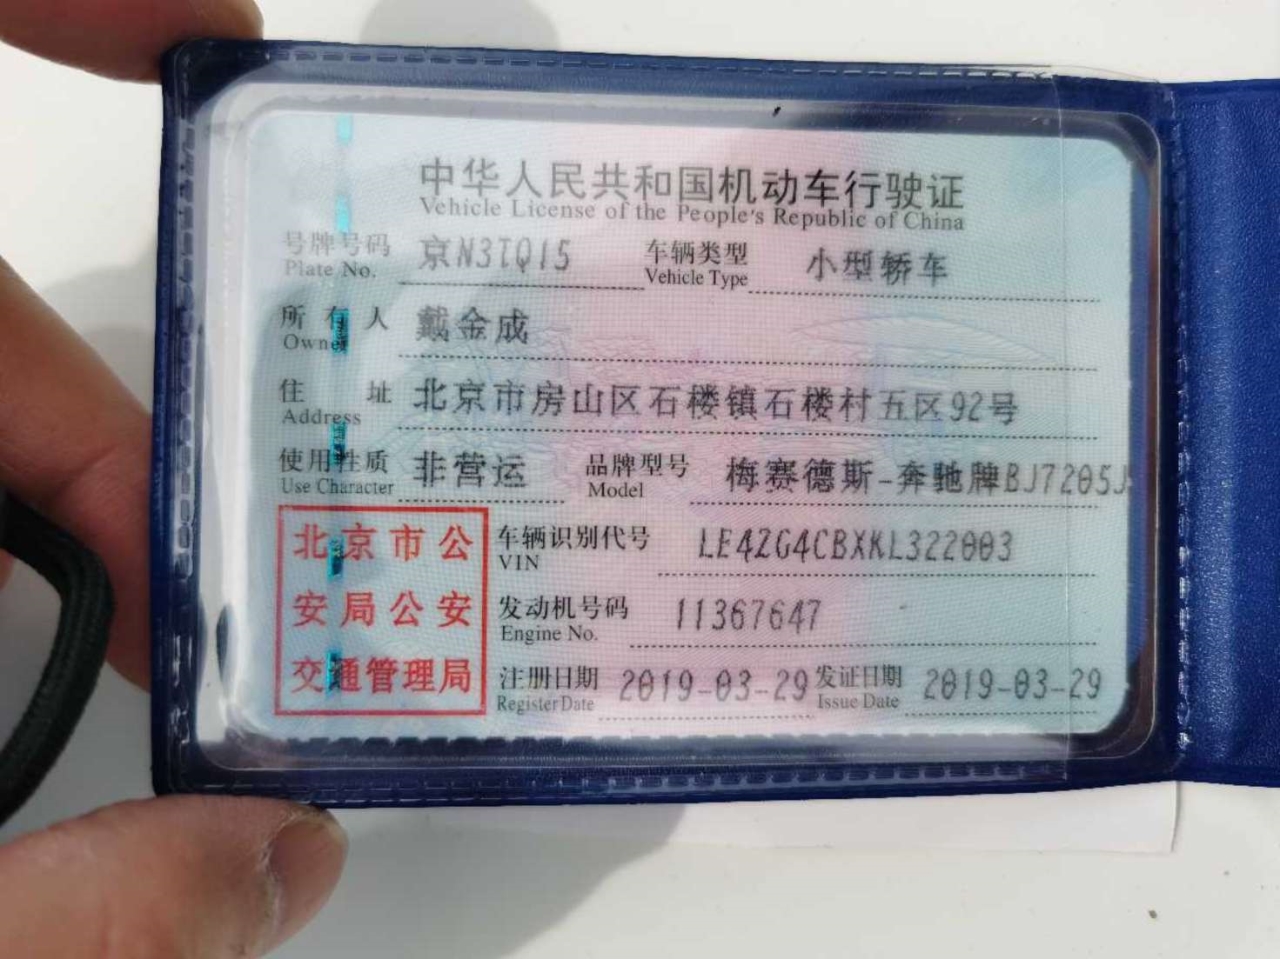 中华人民共和国机动车行驶证
Vehicle License of the People's Republic of China
号牌号码 京N3TQ15 车辆类型 小型轿车
Plate No. Vehicle Type
所有人 戴金成
Owner
住址 北京市房山区石楼镇石楼村五区92号
Address
使用性质 非营运 品牌型号 梅赛德斯-奔驰牌BJ7205J
Use Character Model
北京市公
安局公安
交通管理局
车辆识别代号 LE4ZG4CBXKL322003
VIN
发动机号码 11367647
Engine No.
注册日期 2019-03-29 发证日期 2019-03-29
Register Date Issue Date